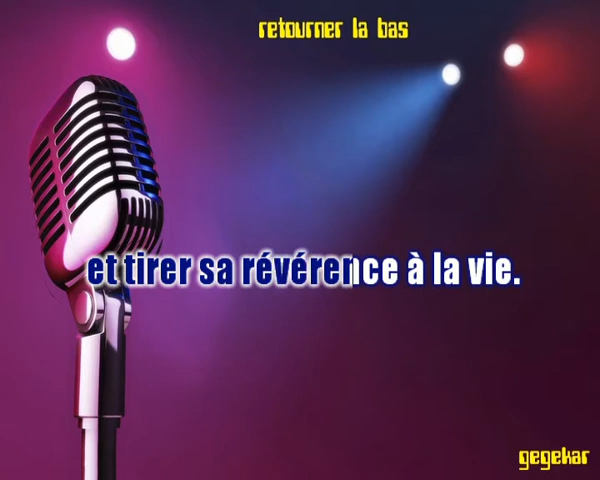 retourner la bas
et tirer sa révérence à la vie.
gegekar